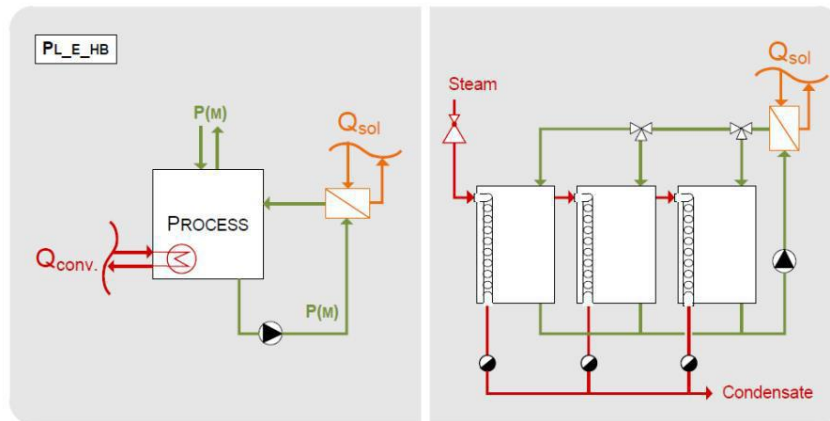 PL_E_HB
P(M)
Qsol
PROCESS
Qconv.
P(M)
Steam
Qsol
Condensate